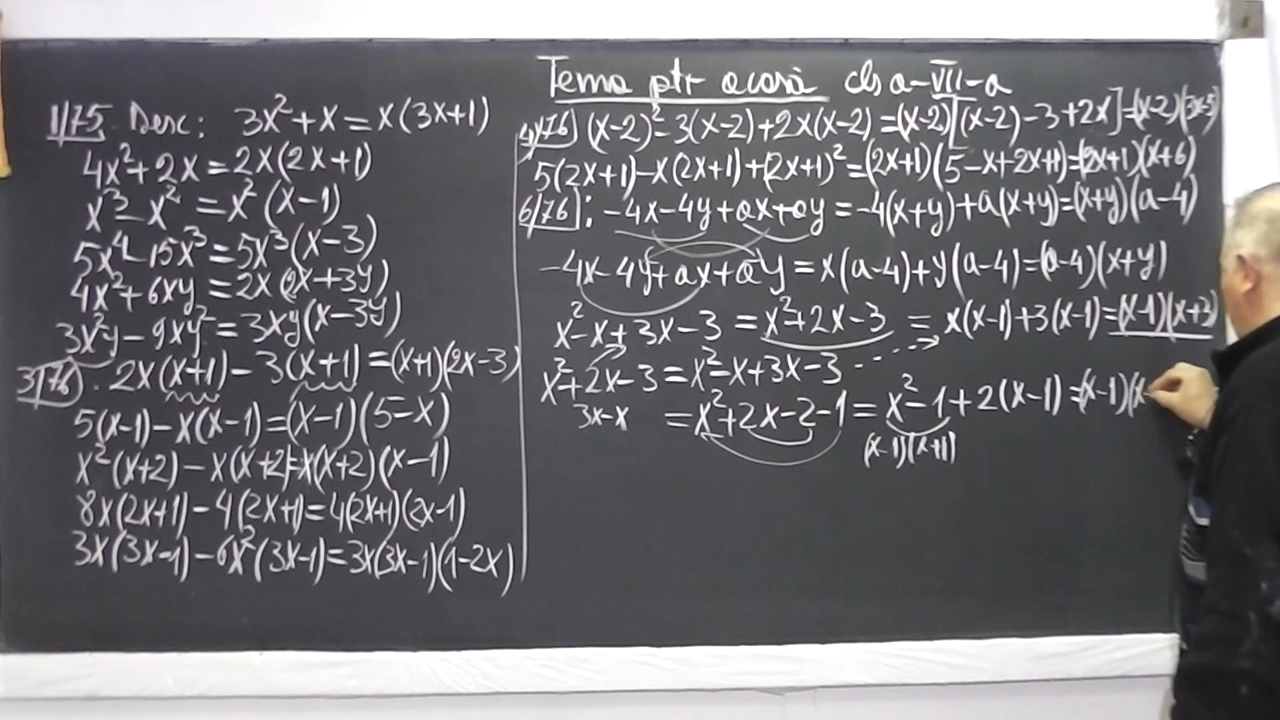 1/75. Desc: 3x²+x=x(3x+1)
4x²+2x=2x(2x+1)
x³-x²=x²(x-1)
5x⁴-15x³=5x³(x-3)
4x²+6xy=2x(2x+3y)
3x²y-9xy²=3xy(x-3y)
3/76. 2x(x+1)-3(x+1)=(x+1)(2x-3)
5(x-1)-x(x-1)=(x-1)(5-x)
x²(x+2)-x(x+2)=x(x+2)(x-1)
8x(2x+1)-4(2x+1)=4(2x+1)(2x-1)
3x(3x-1)-6x²(3x-1)=3x(3x-1)(1-2x)
Tema ptr acasă cls a-VII-a
4/76 (x-2)²-3(x-2)+2x(x-2)=(x-2)[(x-2)-3+2x]=(x-2)(3x-5)
5(2x+1)-x(2x+1)+(2x+1)²=(2x+1)(5-x+2x+1)=(2x+1)(x+6)
6/76: -4x-4y+ax+ay=-4(x+y)+a(x+y)=(x+y)(a-4)
-4x-4y+ax+ay=x(a-4)+y(a-4)=(a-4)(x+y)
x²-x+3x-3=x²+2x-3=x(x-1)+3(x-1)=(x-1)(x+3)
x²+2x-3=x²-x+3x-3
3x-x
=x²+2x-2-1=x²-1+2(x-1)=(x-1)(x-
(x-1)(x+1)